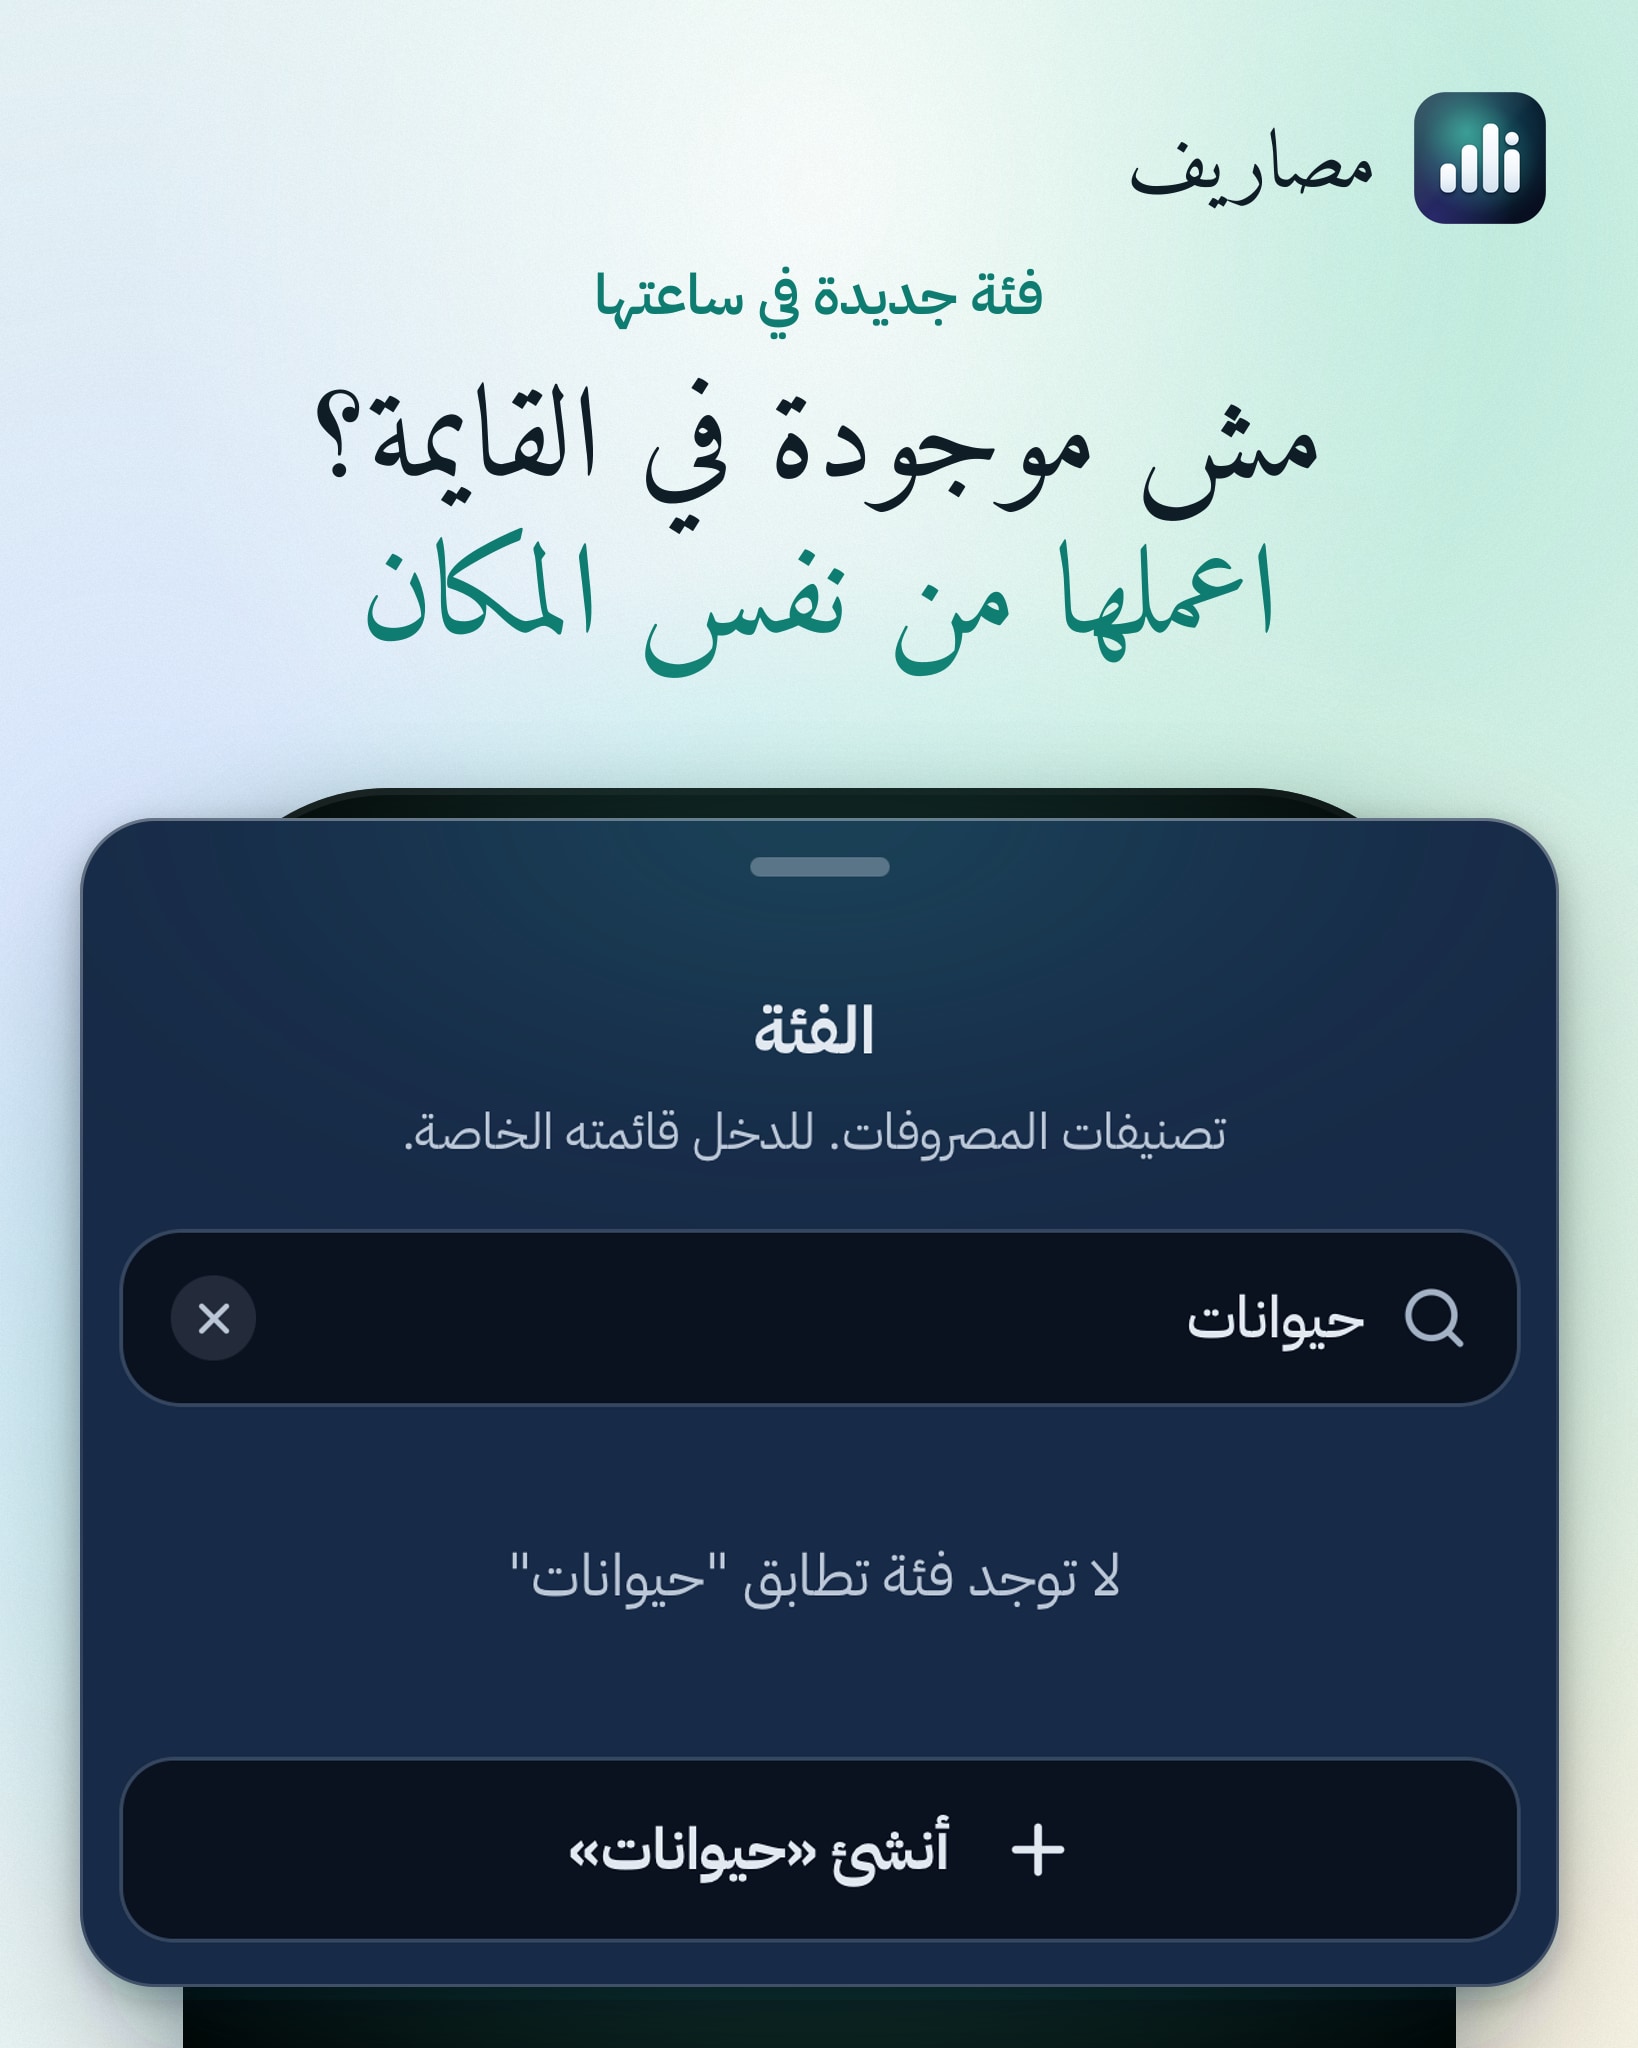 مصاريف
فئة جديدة في ساعتها
مش موجودة في القايمة؟
اعملها من نفس المكان
الفئة
تصنيفات المصروفات. للدخل قائمته الخاصة.
حيوانات
لا توجد فئة تطابق "حيوانات"
أنشئ «حيوانات»